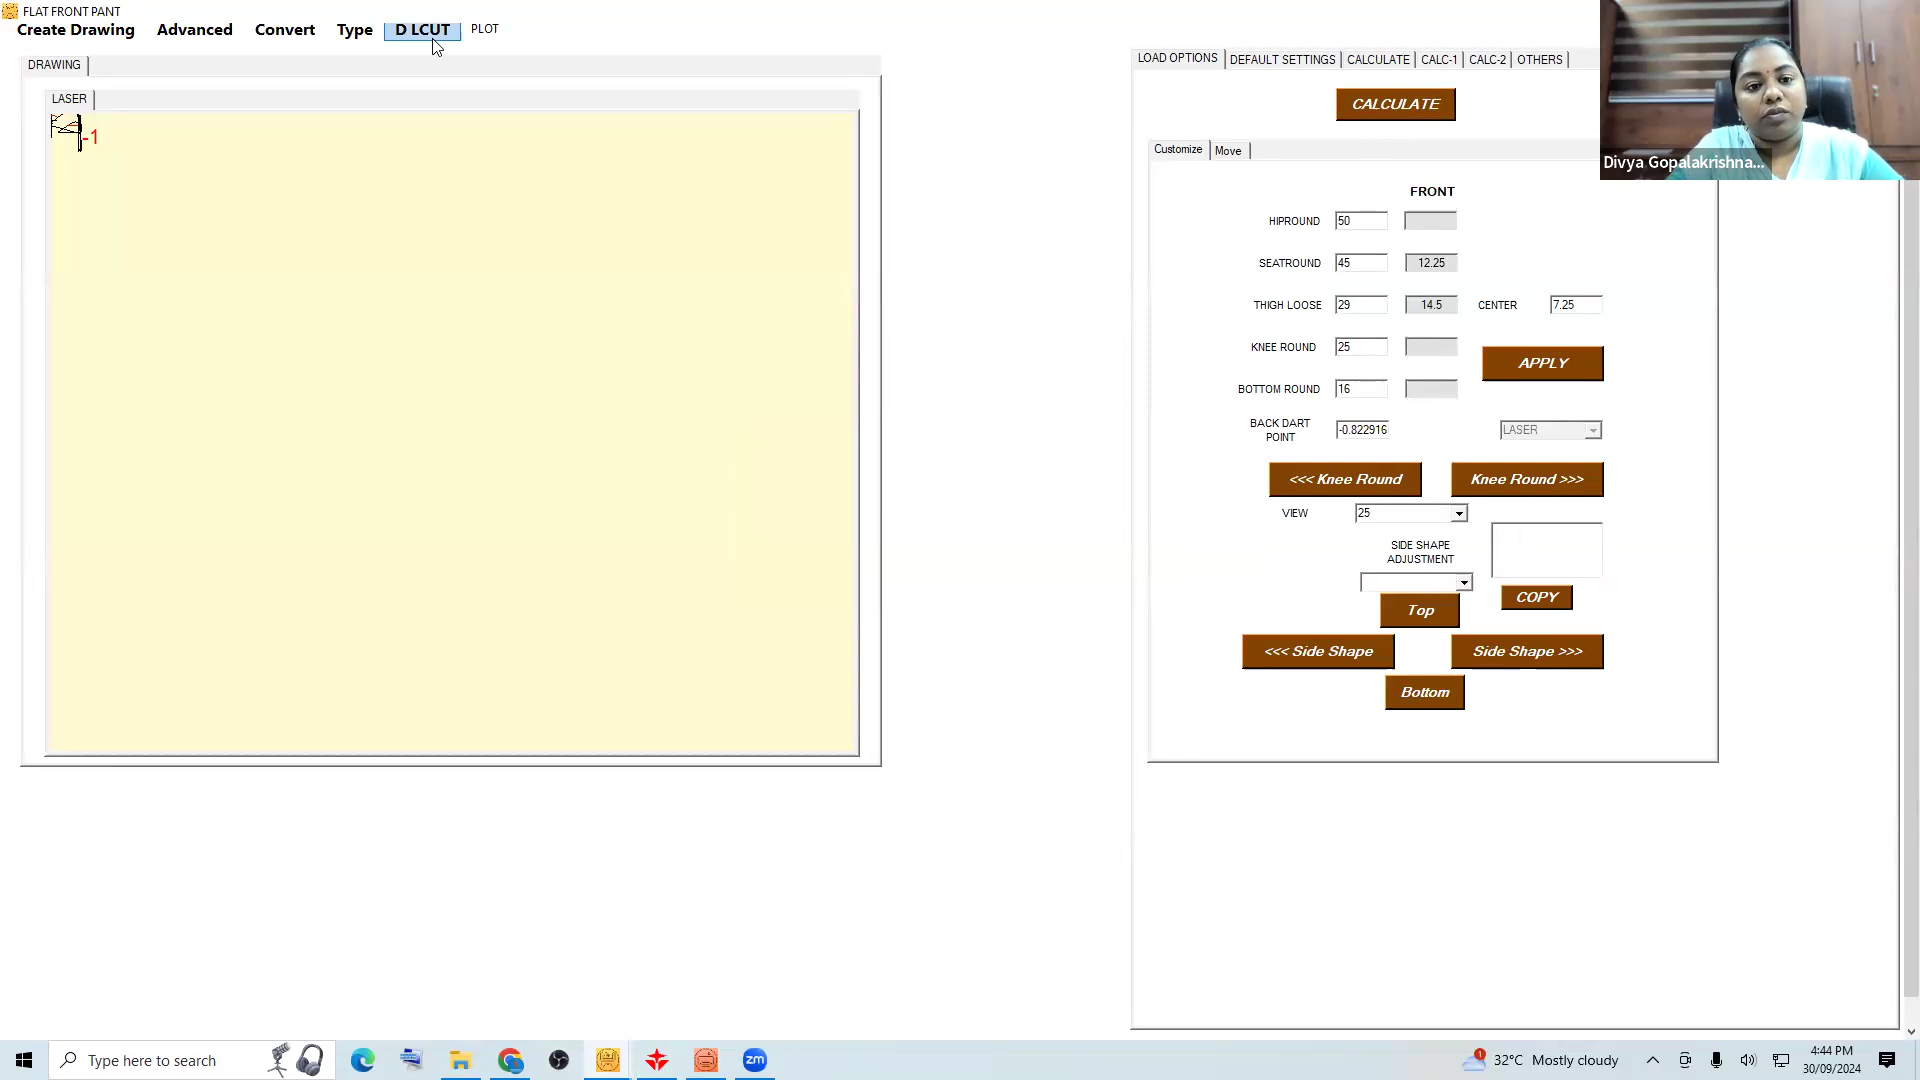 FLAT FRONT PANT
Create Drawing Advanced Convert Type D LCUT PLOT
DRAWING
LASER
-1
LOAD OPTIONS DEFAULT SETTINGS CALCULATE CALC-1 CALC-2 OTHERS
CALCULATE
Customize Move
FRONT
HIPROUND 50
SEATROUND 45 12.25
THIGH LOOSE 29 14.5 CENTER 7.25
KNEE ROUND 25
APPLY
BOTTOM ROUND 16
BACK DART
POINT
-0.822916
LASER
<<< Knee Round Knee Round >>>
VIEW 25
SIDE SHAPE
ADJUSTMENT
COPY
Top
<<< Side Shape Side Shape >>>
Bottom
Divya Gopalakrishna...
Type here to search
zm
1
32°C Mostly cloudy
4:44 PM
30/09/2024